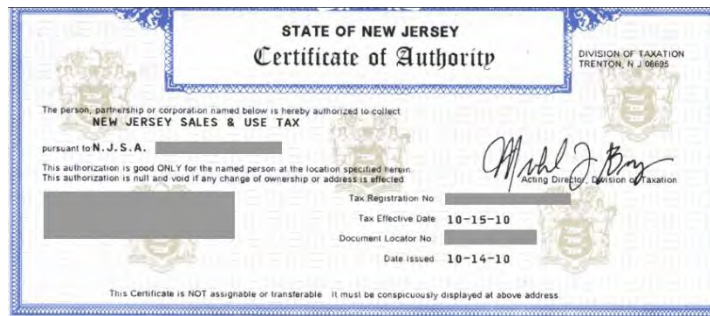 STATE OF NEW JERSEY
Certificate of Authority
DIVISION OF TAXATION
TRENTON, N J 08695
The person, partnership or corporation named below is hereby authorized to collect
NEW JERSEY SALES & USE TAX
pursuant to N.J.S.A.
This authorization is good ONLY for the named person at the location specified herein.
This authorization is null and void if any change of ownership or address is effected
Acting Director, Division of Taxation
Tax Registration No
Tax Effective Date 10-15-10
Document Locator No
Date Issued 10-14-10
This Certificate is NOT assignable or transferable It must be conspicuously displayed at above address